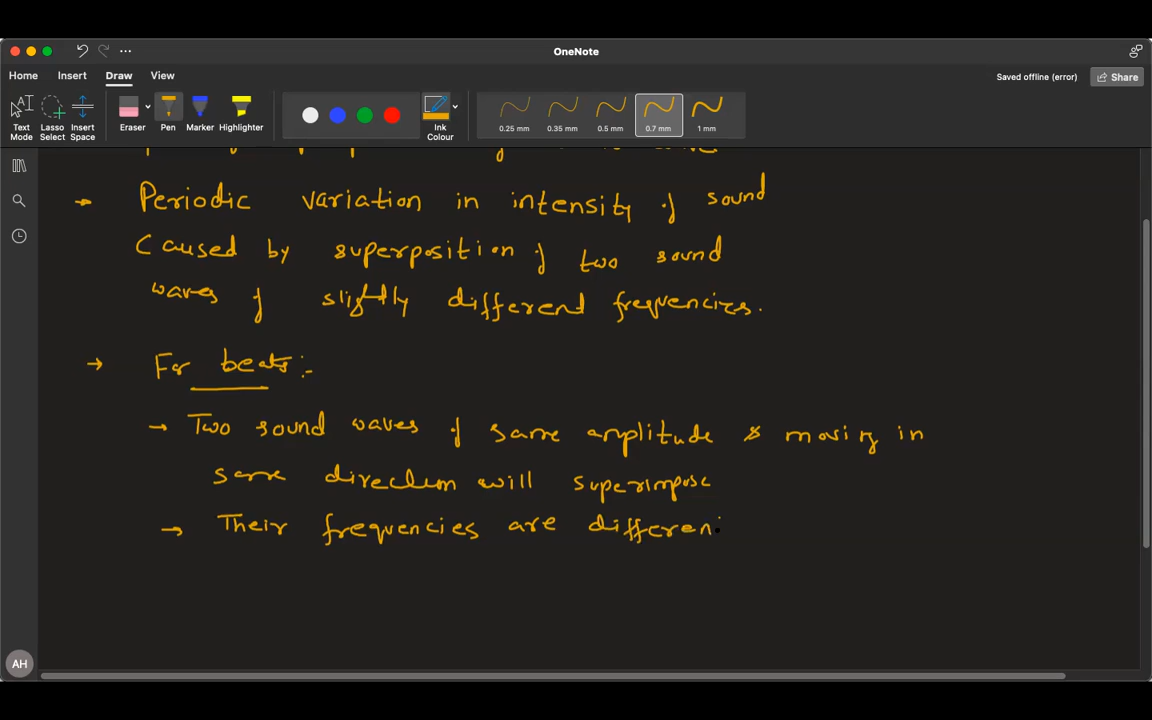 OneNote
Home Insert Draw View
Saved offline (error) Share
Text Mode
Lasso Select
Insert Space
Eraser
Pen
Marker
Highlighter
Ink Colour
0.25 mm
0.35 mm
0.5 mm
0.7 mm
1 mm
Periodic variation in intensity of sound
Caused by superposition of two sound
waves of slightly different frequencies.
→ For beats :-
→ Two sound waves of same amplitude & moving in
same direction will superimpose
→ Their frequencies are differen
AH